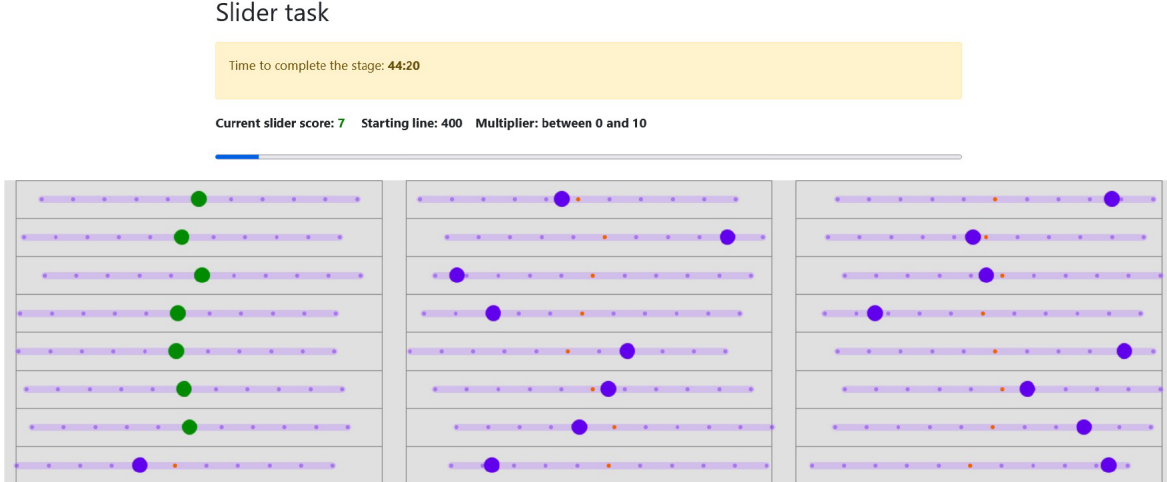 Slider task
Time to complete the stage: 44:20
Current slider score: 7 Starting line: 400 Multiplier: between 0 and 10